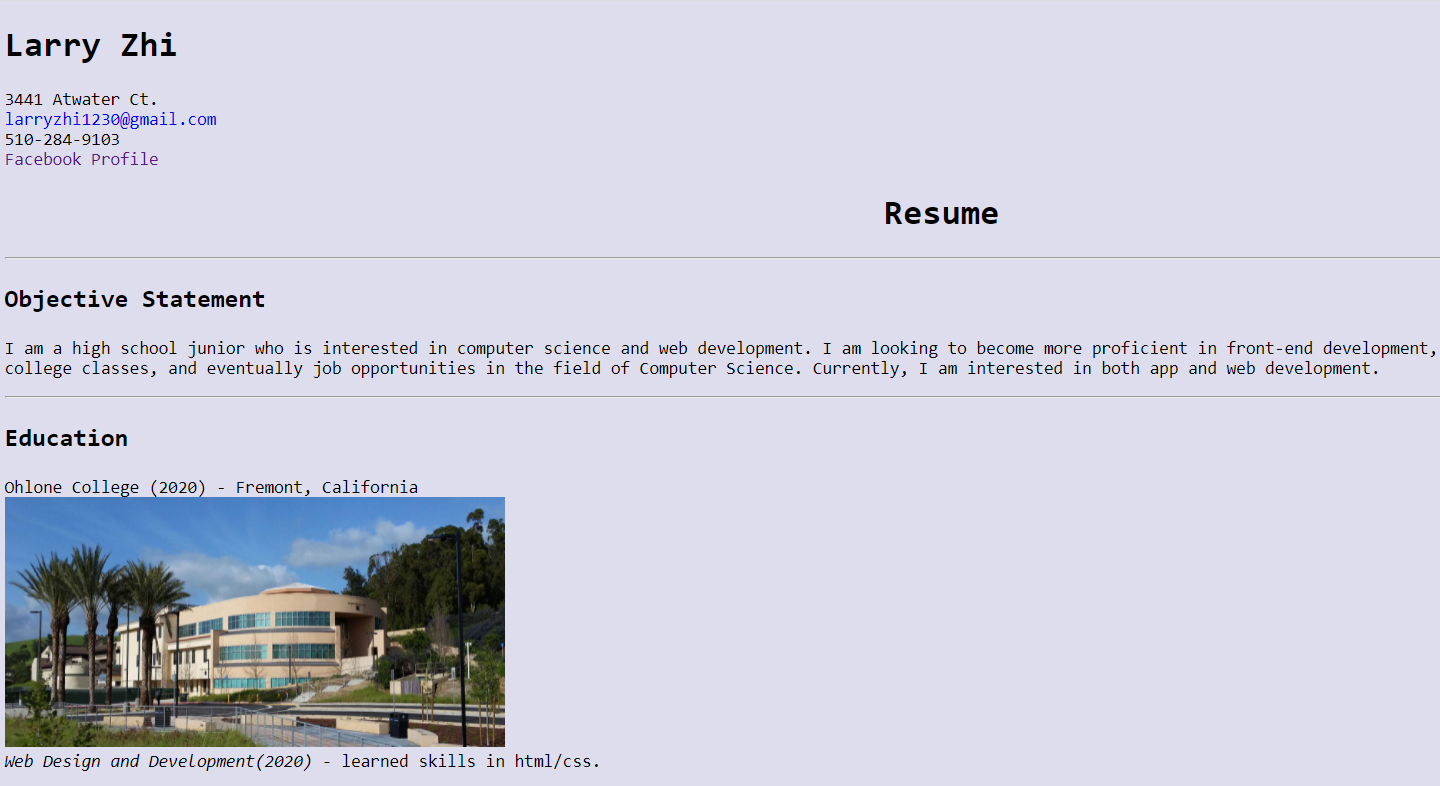 Larry Zhi
3441 Atwater Ct.
larryzhi1230@gmail.com
510-284-9103
Facebook Profile
Resume
Objective Statement
I am a high school junior who is interested in computer science and web development. I am looking to become more proficient in front-end development,
college classes, and eventually job opportunities in the field of Computer Science. Currently, I am interested in both app and web development.
Education
Ohlone College (2020) - Fremont, California
Web Design and Development(2020) - learned skills in html/css.